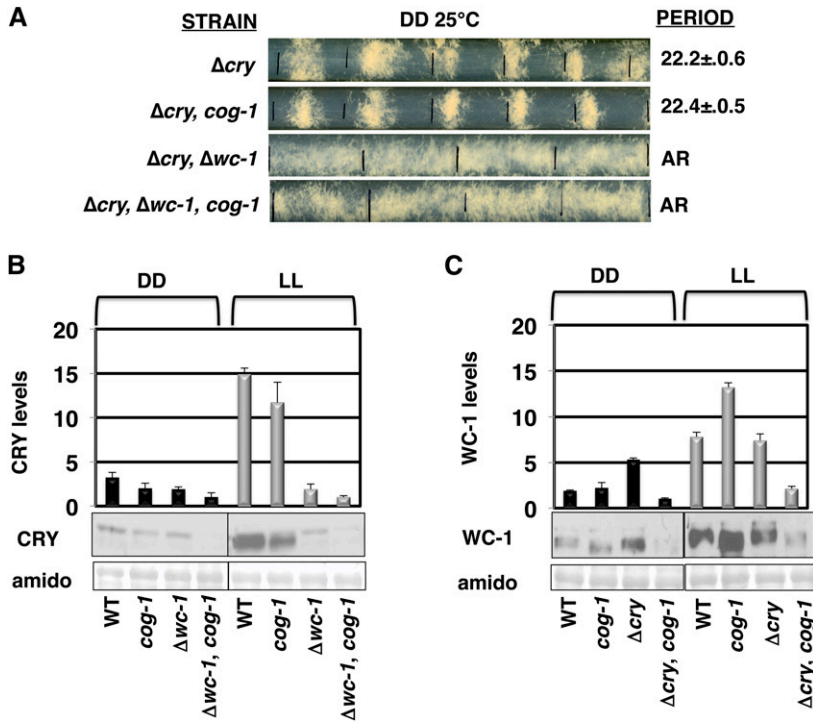 A
STRAIN DD 25°C PERIOD
Δcry 22.2±.0.6
Δcry, cog-1 22.4±.0.5
Δcry, Δwc-1 AR
Δcry, Δwc-1, cog-1 AR
B
DD LL
CRY levels
20
15
10
5
0
CRY
amido
WT
cog-1
Δwc-1
Δwc-1, cog-1
WT
cog-1
Δwc-1
Δwc-1, cog-1
C
DD LL
WC-1 levels
20
15
10
5
0
WC-1
amido
WT
cog-1
Δcry
Δcry, cog-1
WT
cog-1
Δcry
Δcry, cog-1